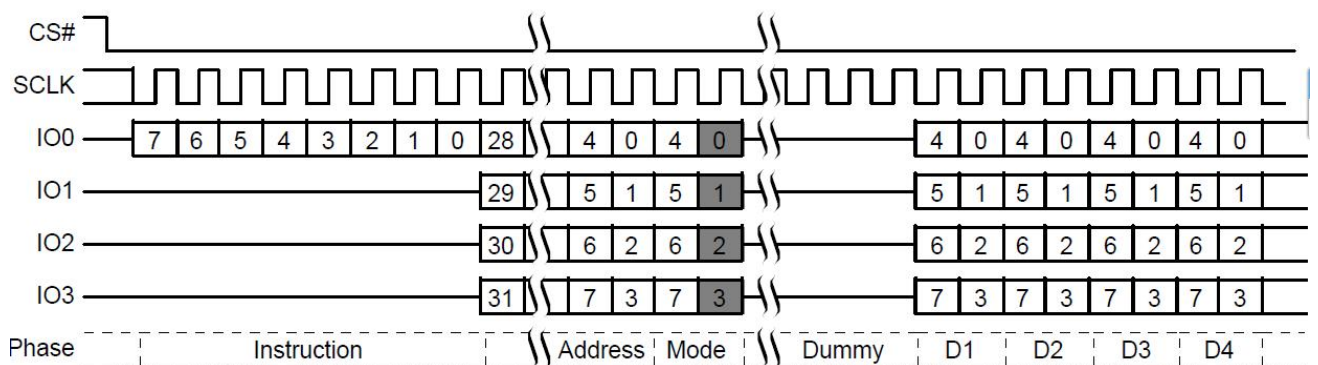 CS#
SCLK
IO0 7 6 5 4 3 2 1 0 28 4 0 4 0 4 0 4 0 4 0 4 0
IO1 29 5 1 5 1 5 1 5 1 5 1 5 1
IO2 30 6 2 6 2 6 2 6 2 6 2 6 2
IO3 31 7 3 7 3 7 3 7 3 7 3 7 3
Phase Instruction Address Mode Dummy D1 D2 D3 D4